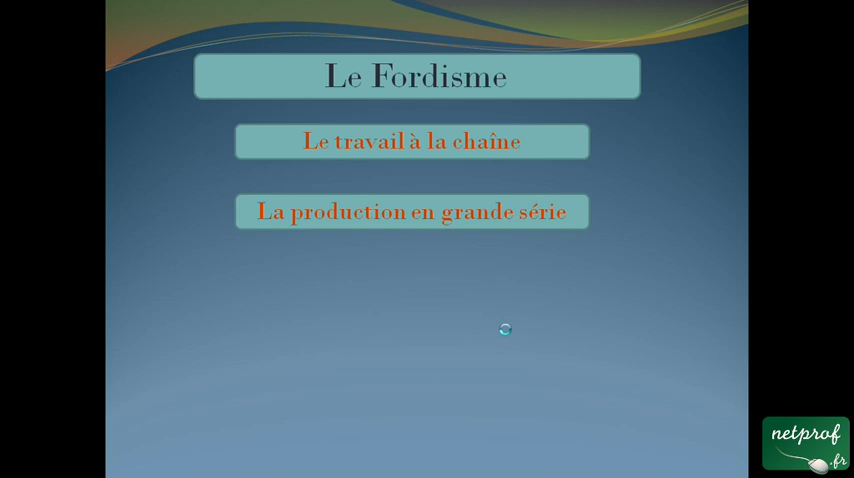 Le Fordisme
Le travail à la chaîne
La production en grande série
netprof
.fr